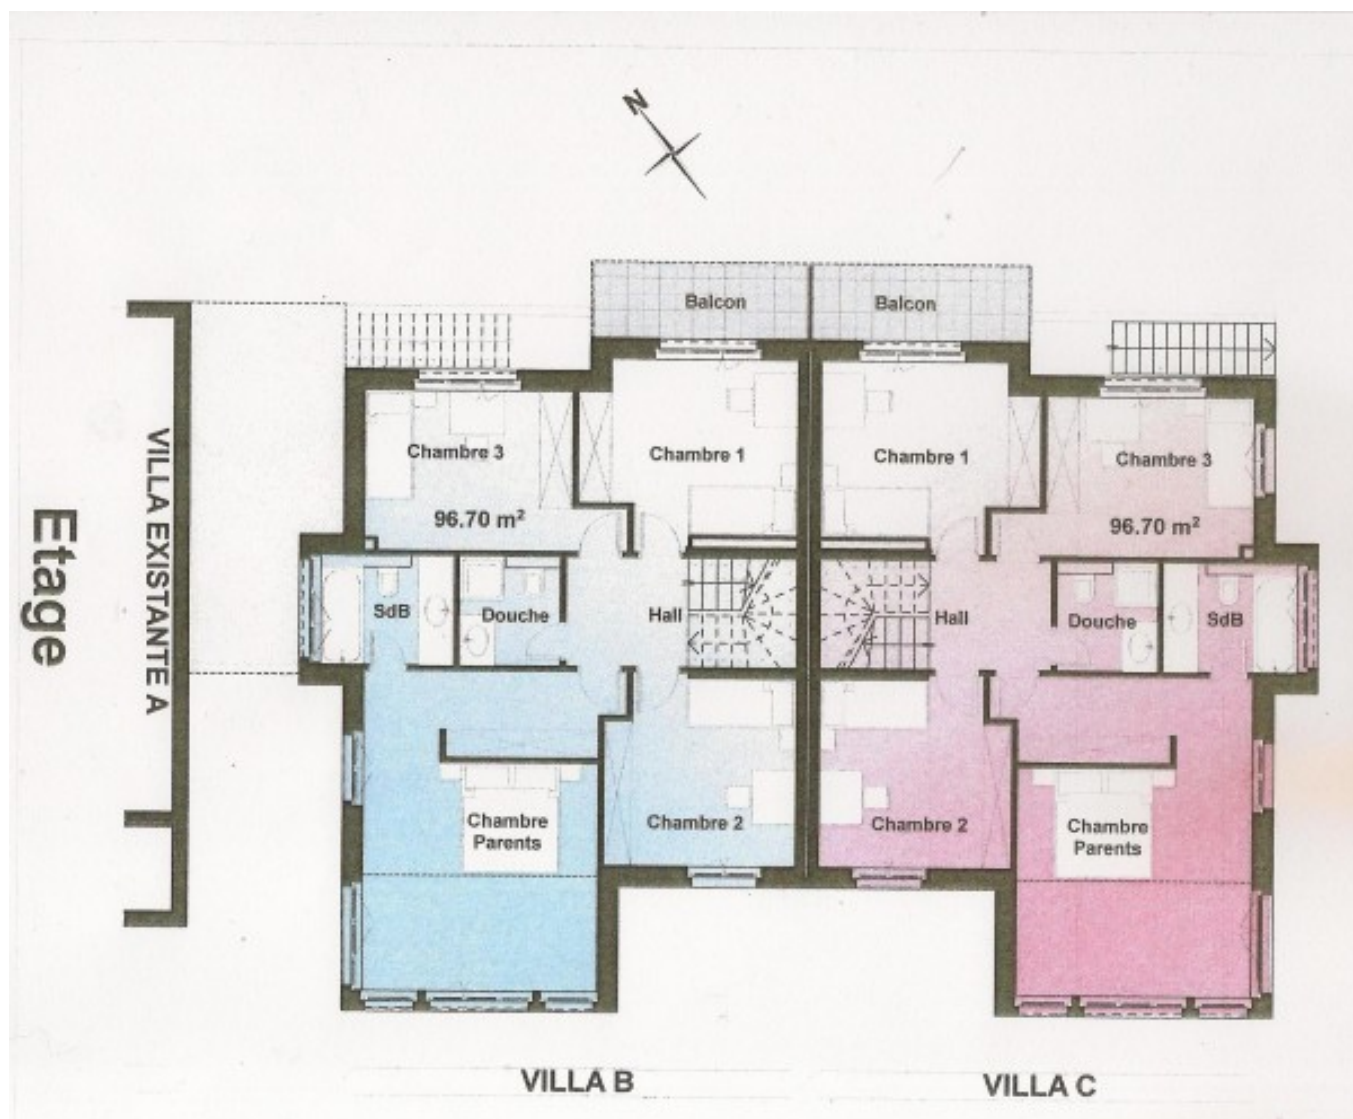 N
Balcon
Balcon
Chambre 3
Chambre 1
Chambre 1
Chambre 3
96.70 m²
96.70 m²
SdB
Douche
Hall
Hall
Douche
SdB
Chambre
Parents
Chambre 2
Chambre 2
Chambre
Parents
VILLA EXISTANTE A
Etage
VILLA B
VILLA C